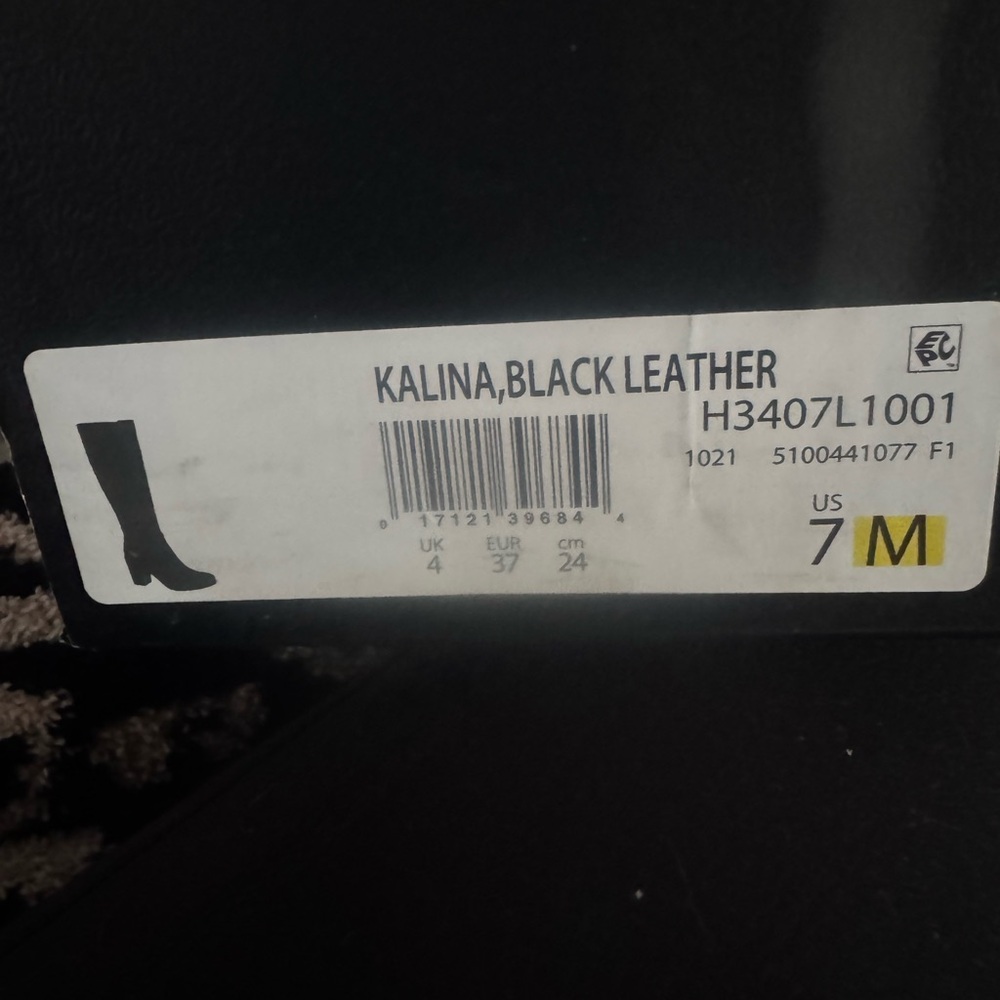 EPC
KALINA,BLACK LEATHER
H3407L1001
1021 5100441077 F1
0 17121 39684 4
US
7 M
UK EUR cm
4 37 24